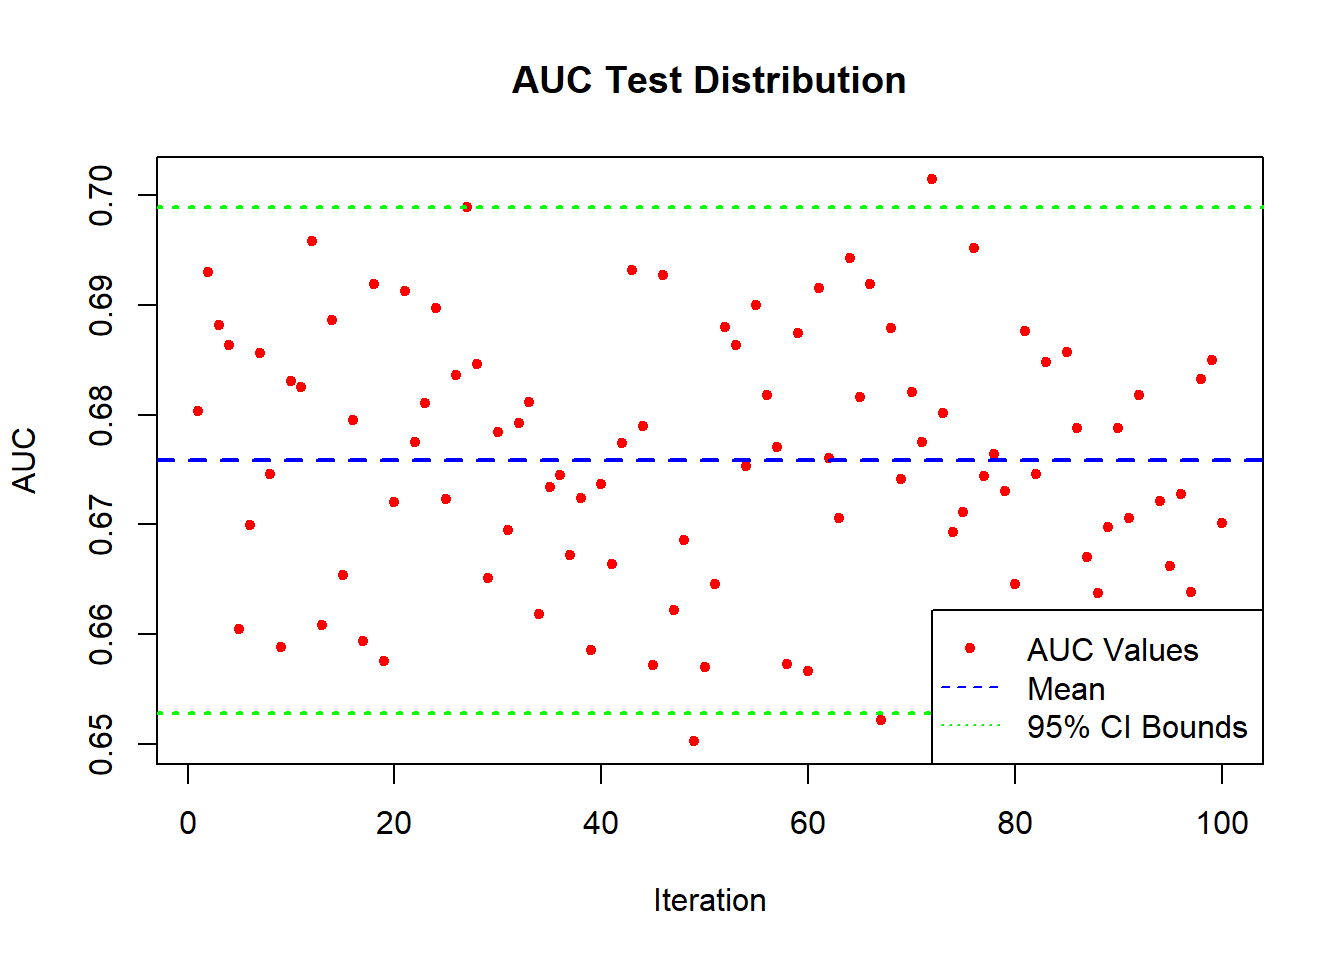 AUC Test Distribution
AUC
0.70
0.69
0.68
0.67
0.66
0.65
AUC Values
Mean
95% CI Bounds
0 20 40 60 80 100
Iteration